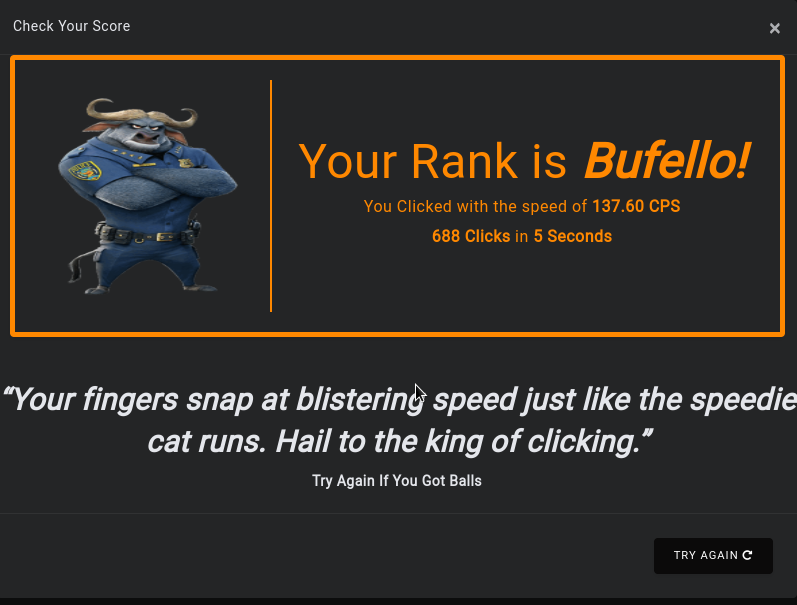 Check Your Score
×
Your Rank is Bufello!
You Clicked with the speed of 137.60 CPS
688 Clicks in 5 Seconds
“Your fingers snap at blistering speed just like the speedie
cat runs. Hail to the king of clicking.”
Try Again If You Got Balls
TRY AGAIN